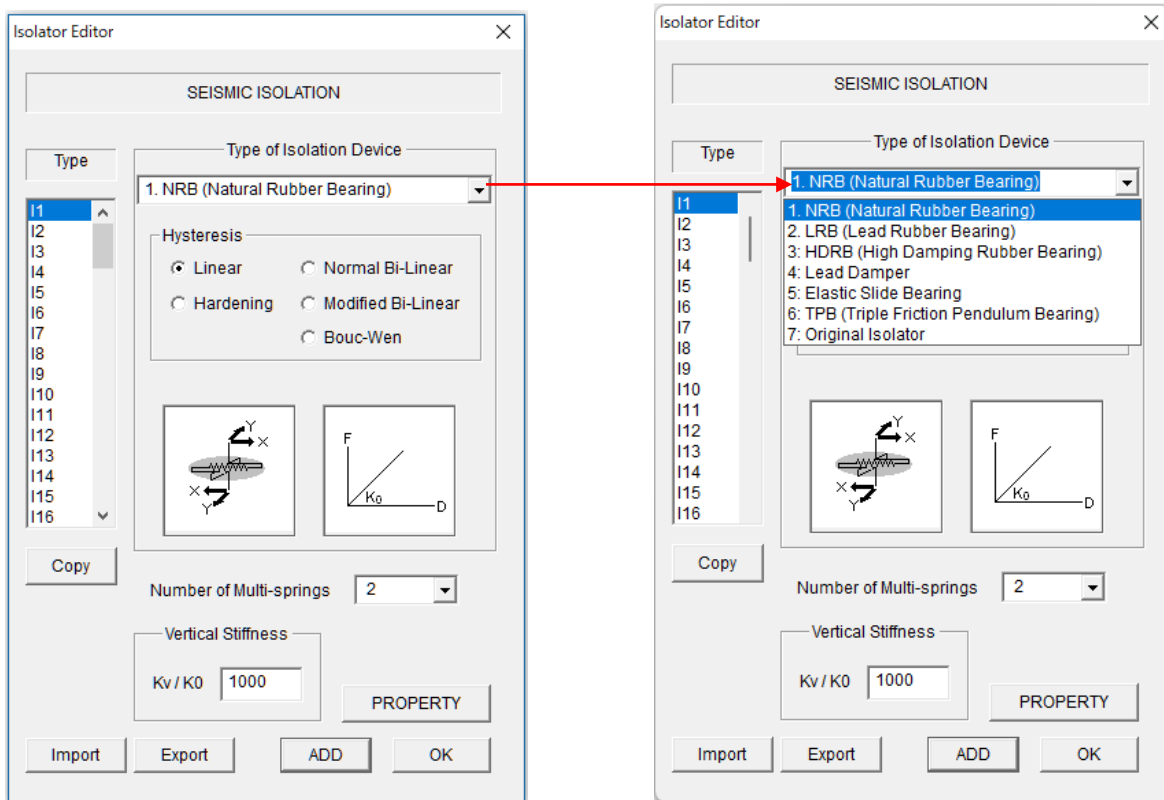 Isolator Editor
SEISMIC ISOLATION
Type
Type of Isolation Device
1. NRB (Natural Rubber Bearing)
I1
I2
I3
I4
I5
I6
I7
I8
I9
I10
I11
I12
I13
I14
I15
I16
Hysteresis
Linear
Normal Bi-Linear
Hardening
Modified Bi-Linear
Bouc-Wen
Y
X
X
Y
F
K0
D
Copy
Number of Multi-springs
2
Vertical Stiffness
Kv / K0
1000
PROPERTY
Import
Export
ADD
OK
Isolator Editor
SEISMIC ISOLATION
Type
Type of Isolation Device
1. NRB (Natural Rubber Bearing)
1. NRB (Natural Rubber Bearing)
2. LRB (Lead Rubber Bearing)
3: HDRB (High Damping Rubber Bearing)
4: Lead Damper
5: Elastic Slide Bearing
6: TPB (Triple Friction Pendulum Bearing)
7: Original Isolator
I1
I2
I3
I4
I5
I6
I7
I8
I9
I10
I11
I12
I13
I14
I15
I16
Y
X
X
Y
F
K0
D
Copy
Number of Multi-springs
2
Vertical Stiffness
Kv / K0
1000
PROPERTY
Import
Export
ADD
OK